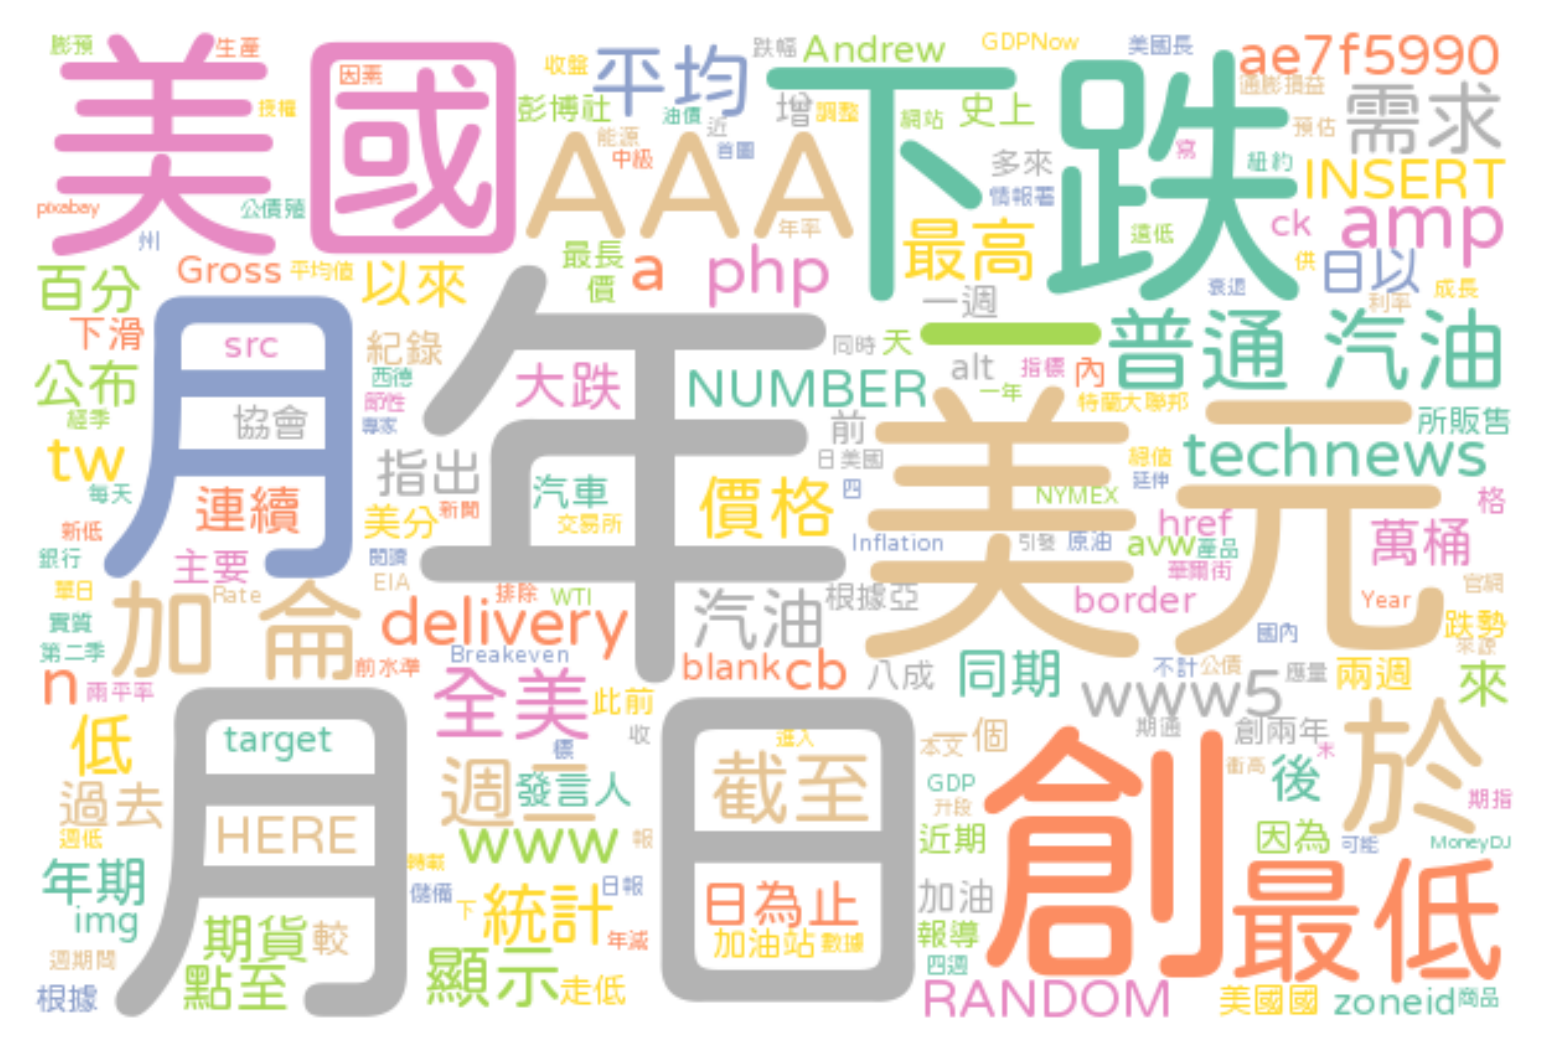 膨預 生產 跌幅 Andrew GDPNow 美國長 ae7f5990
美國 因素 收盤 平均 下跌 通膨損益
授權 彭博社 油價 近 增 調整 網站 史上 需求
能源 中級 首圖 多來 寫 紐約 預估
AAA INSERT
pixabay 公債殖 年率 情報署 ck amp
州 最高 遠低
百分 Gross 平均值 以來 最長 價 a php 供 日以
一週 衰退 利率 成長
下滑 src 紀錄 年 同時 天 一 普通 汽油
公布 月 西德 大跌 NUMBER alt 指標 內
節性 一年 特蘭大聯邦
經季 協會 專家 前 美元 所販售
tw 指出 日美國 總值 technews
每天 汽車 價格 四 NYMEX 延伸 格
連續 美分 新聞 交易所 href
新低 Inflation 引發 原油 avw 產品 萬桶
銀行 主要 閱讀 華爾街
單日 Rate EIA 排除 WTI 根據亞 border Year 官網
實質 加侖 delivery 汽油 國內 跌勢
第二季 前水準 Breakeven blank cb 八成 同期 不計 公債 應量 兩週 采源 來
n 兩平率 全美 此前 www5
低 target 標 收 進入 本文 一個 期通 創兩年 米 於
過去 週二 發言人 截至 GDP 創 衝高 後 期指
週低 HERE www 報 升段 近期 因為 可能 MoneyDJ
年期 月 轉載 儲備 日報 日
img 下 統計 日為止 加油 最低
期貨 較 年減 加油站 數據 報導
週期間 點至 顯示 走低 四週
根據 RANDOM 美國國 zoneid 商品